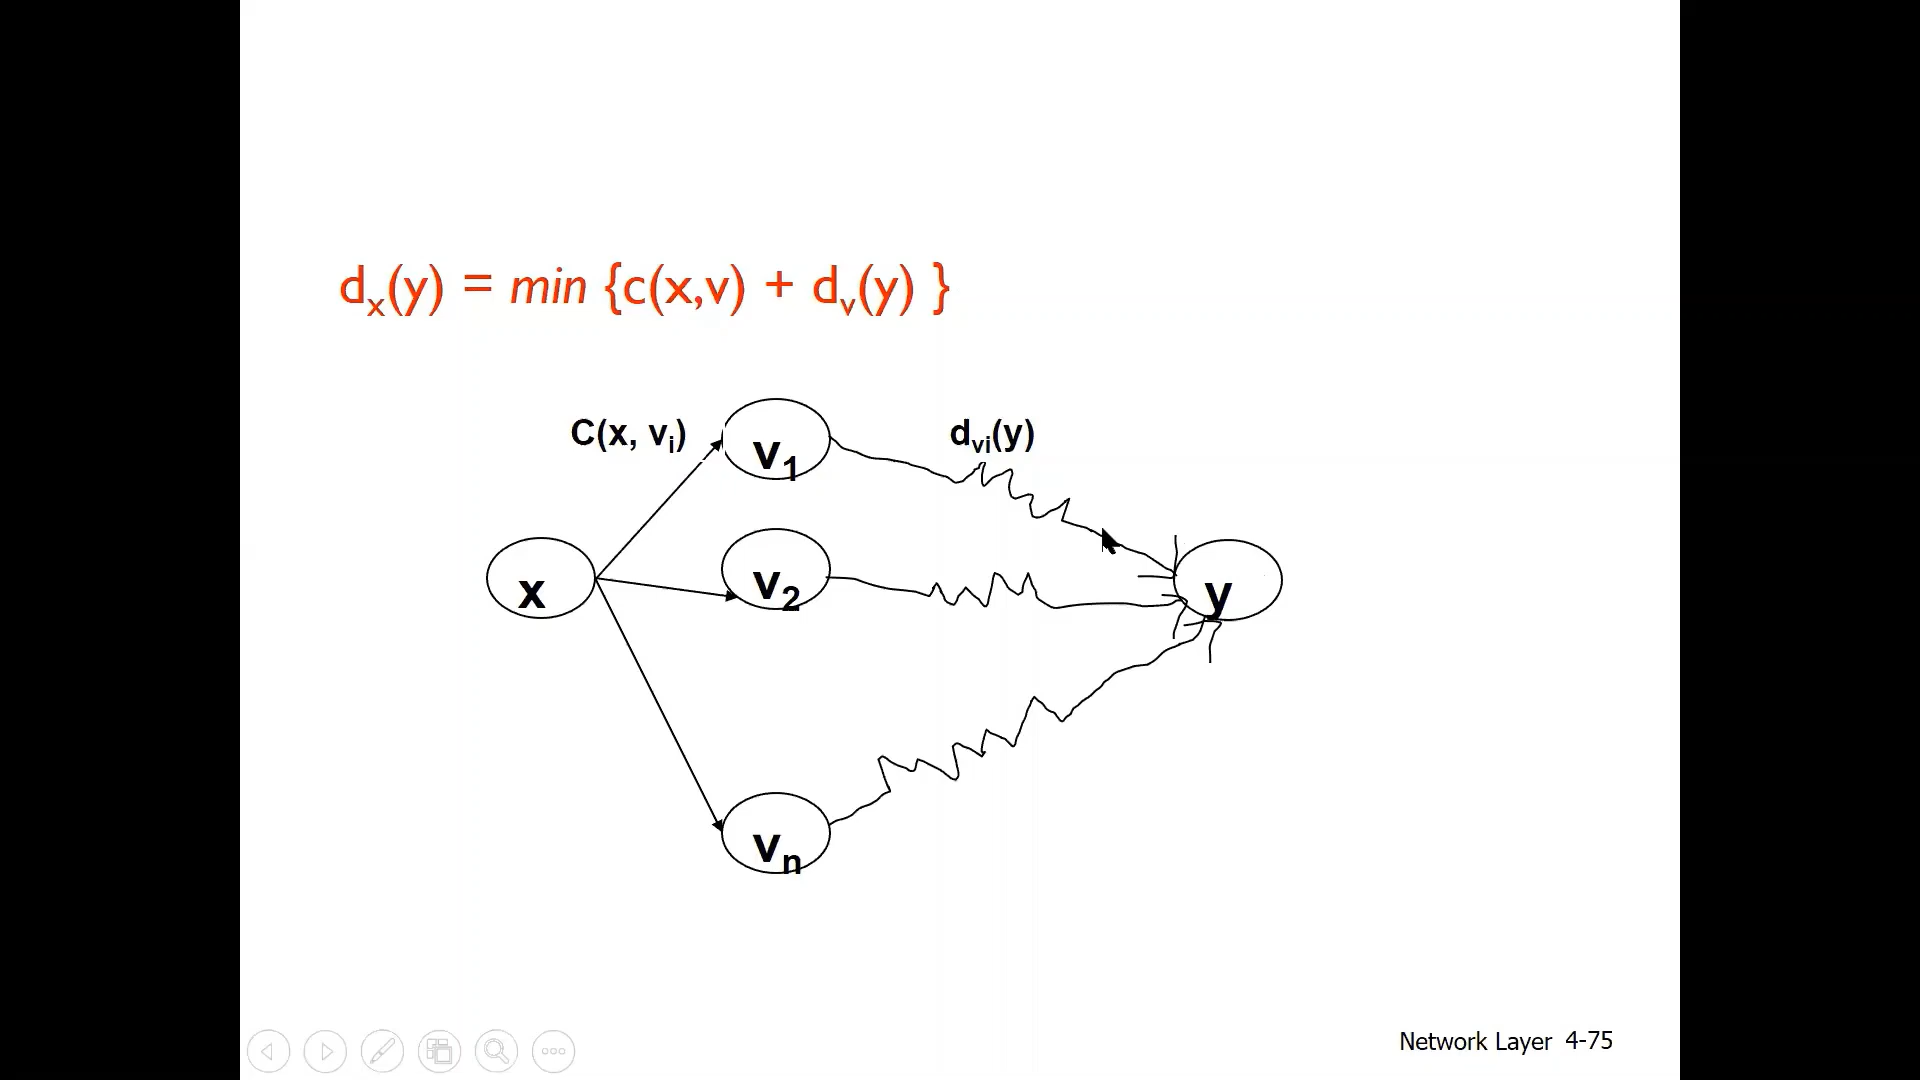 dₓ(y) = min {c(x,v) + dᵥ(y) }
C(x, vᵢ)
dᵥᵢ(y)
v₁
v₂
x
y
vₙ
Network Layer 4-75